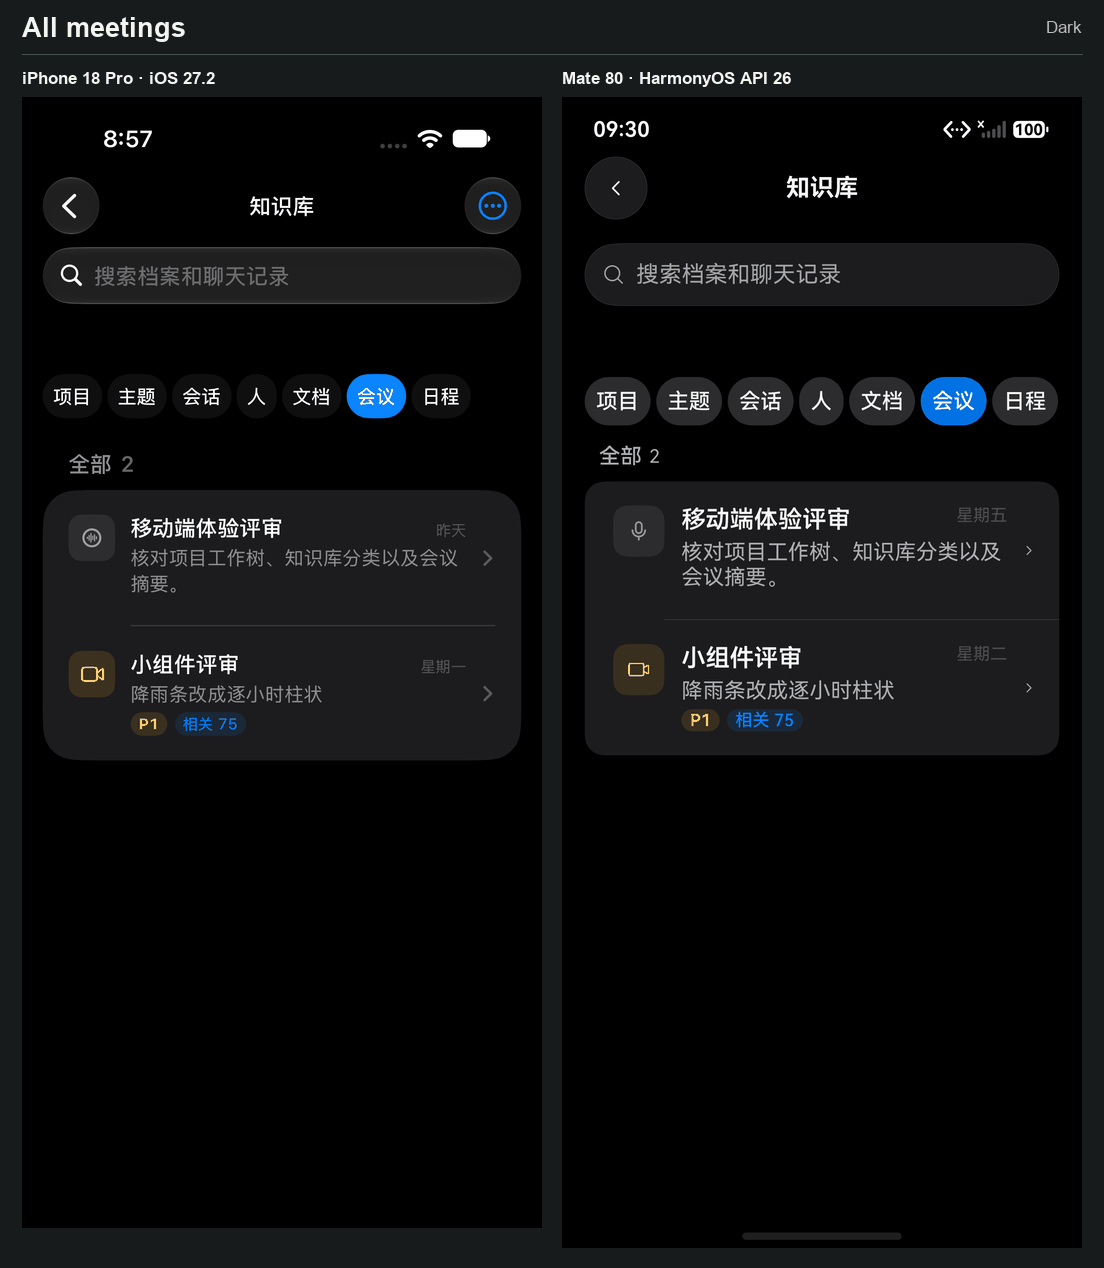 All meetings
Dark
iPhone 18 Pro · iOS 27.2
8:57
知识库
搜索档案和聊天记录
项目 主题 会话 人 文档 会议 日程
全部 2
移动端体验评审
昨天
核对项目工作树、知识库分类以及会议
摘要。
小组件评审
星期一
降雨条改成逐小时柱状
P1 相关 75
Mate 80 · HarmonyOS API 26
09:30
100
知识库
搜索档案和聊天记录
项目 主题 会话 人 文档 会议 日程
全部 2
移动端体验评审
星期五
核对项目工作树、知识库分类以及
会议摘要。
小组件评审
星期二
降雨条改成逐小时柱状
P1 相关 75